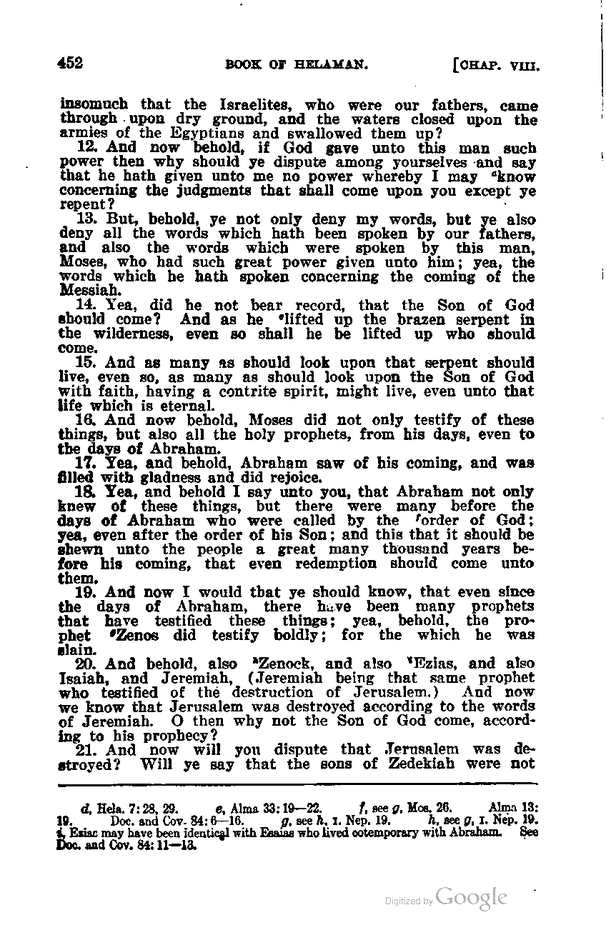 452 BOOK OF HELAMAN. [CHAP. VIII.
insomuch that the Israelites, who were our fathers, came
through upon dry ground, and the waters closed upon the
armies of the Egyptians and swallowed them up?
12. And now behold, if God gave unto this man such
power then why should ye dispute among yourselves and say
that he hath given unto me no power whereby I may dknow
concerning the judgments that shall come upon you except ye
repent?
13. But, behold, ye not only deny my words, but ye also
deny all the words which hath been spoken by our fathers,
and also the words which were spoken by this man,
Moses, who had such great power given unto him; yea, the
words which he hath spoken concerning the coming of the
Messiah.
14. Yea, did he not bear record, that the Son of God
should come? And as he elifted up the brazen serpent in
the wilderness, even so shall he be lifted up who should
come.
15. And as many as should look upon that serpent should
live, even so, as many as should look upon the Son of God
with faith, having a contrite spirit, might live, even unto that
life which is eternal.
16. And now behold, Moses did not only testify of these
things, but also all the holy prophets, from his days, even to
the days of Abraham.
17. Yea, and behold, Abraham saw of his coming, and was
filled with gladness and did rejoice.
18. Yea, and behold I say unto you, that Abraham not only
knew of these things, but there were many before the
days of Abraham who were called by the forder of God;
yea, even after the order of his Son; and this that it should be
shewn unto the people a great many thousand years be-
fore his coming, that even redemption should come unto
them.
19. And now I would that ye should know, that even since
the days of Abraham, there have been many prophets
that have testified these things; yea, behold, the pro-
phet gZenos did testify boldly; for the which he was
slain.
20. And behold, also hZenock, and also iEzias, and also
Isaiah, and Jeremiah, (Jeremiah being that same prophet
who testified of the destruction of Jerusalem.) And now
we know that Jerusalem was destroyed according to the words
of Jeremiah. O then why not the Son of God come, accord-
ing to his prophecy?
21. And now will you dispute that Jerusalem was de-
stroyed? Will ye say that the sons of Zedekiah were not
d, Hela. 7:28, 29. e, Alma 33:19—22. f, see g, Mos. 26. Alma 13:
19. Doc. and Cov. 84:6—16. g, see h, 1. Nep. 19. h, see g, 1. Nep. 19.
i, Ezias may have been identical with Esaias who lived cotemporary with Abraham. See
Doc. and Cov. 84:11—13.
Digitized by Google